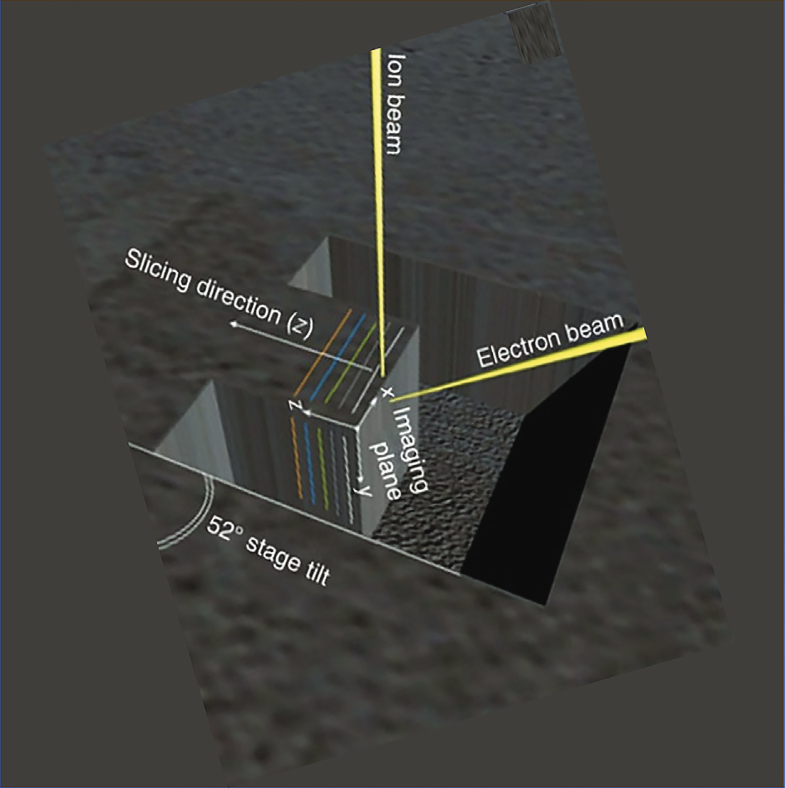 Ion beam
Slicing direction (z)
Electron beam
x
z
Imaging
plane
y
52° stage tilt